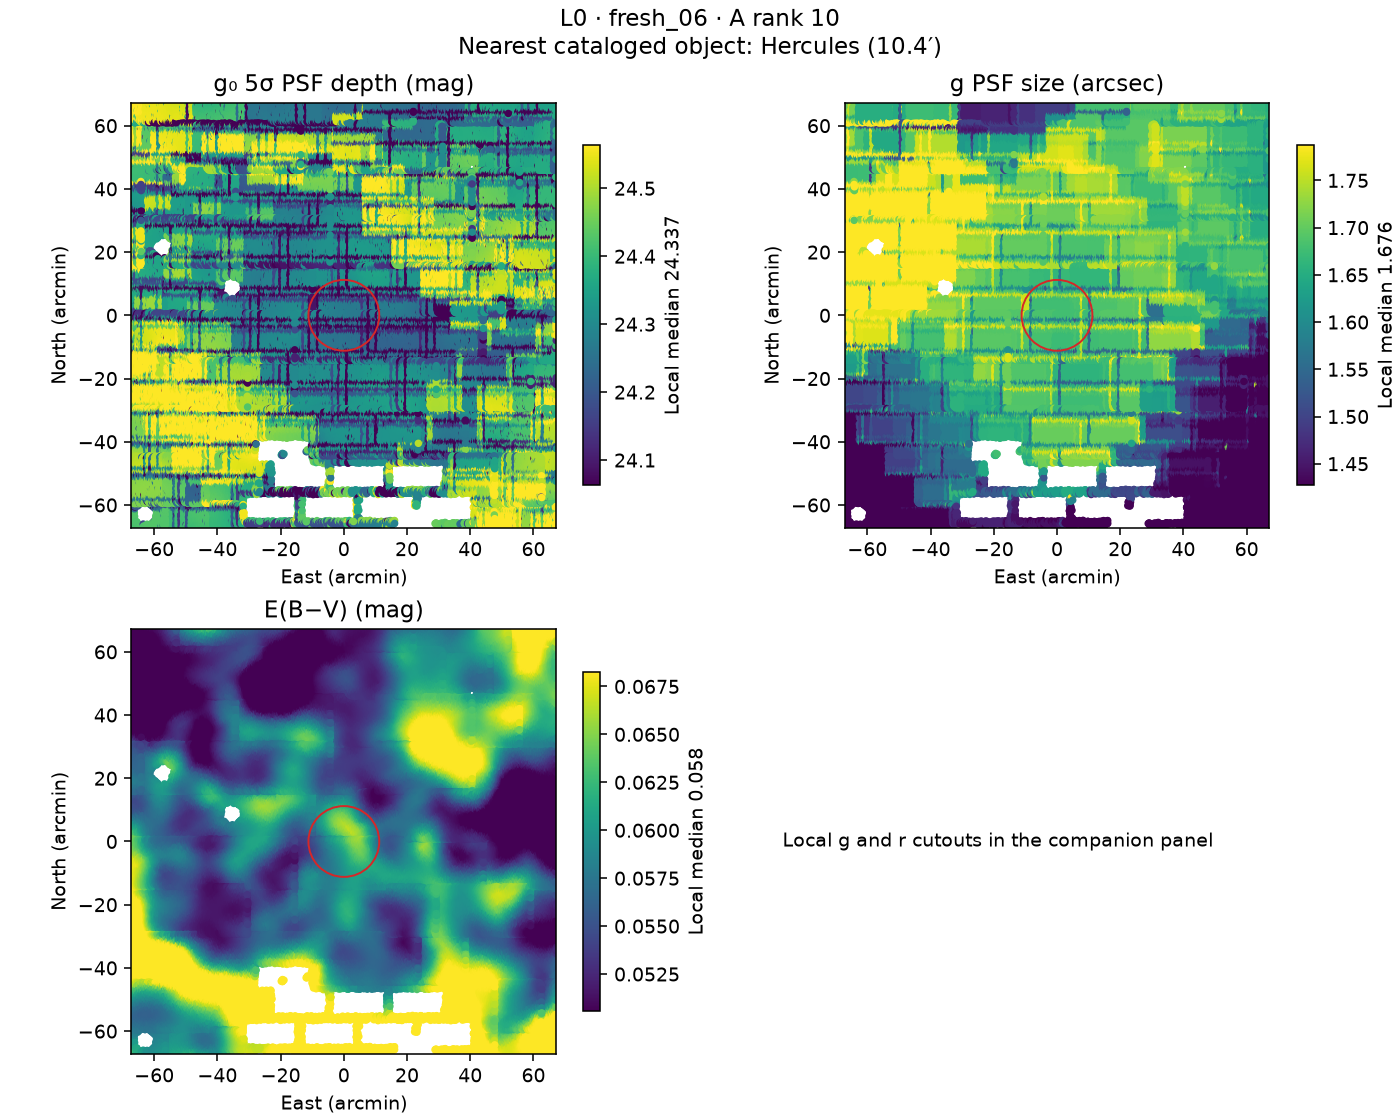 L0 · fresh_06 · A rank 10
Nearest cataloged object: Hercules (10.4′)
g₀ 5σ PSF depth (mag)
60
40
20
0
−20
−40
−60
North (arcmin)
−60 −40 −20 0 20 40 60
East (arcmin)
24.5
24.4
24.3
24.2
24.1
Local median 24.337
g PSF size (arcsec)
60
40
20
0
−20
−40
−60
North (arcmin)
−60 −40 −20 0 20 40 60
East (arcmin)
1.75
1.70
1.65
1.60
1.55
1.50
1.45
Local median 1.676
E(B−V) (mag)
60
40
20
0
−20
−40
−60
North (arcmin)
−60 −40 −20 0 20 40 60
East (arcmin)
0.0675
0.0650
0.0625
0.0600
0.0575
0.0550
0.0525
Local median 0.058
Local g and r cutouts in the companion panel